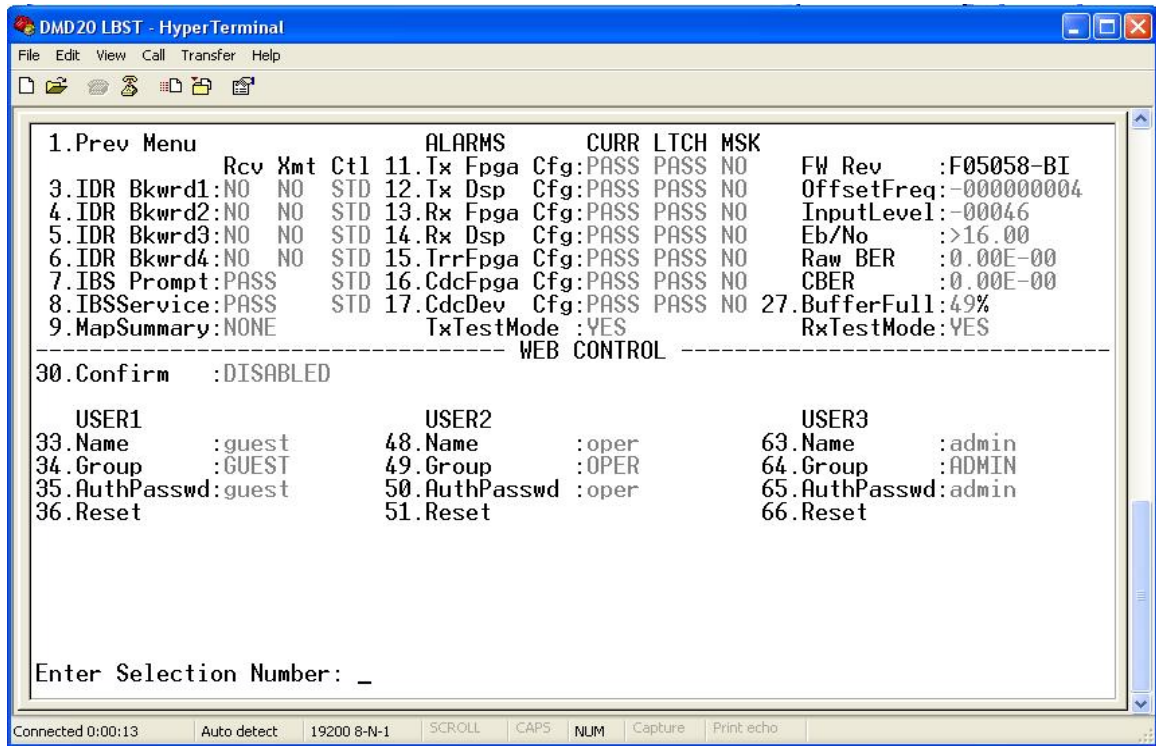 DMD20 LBST - HyperTerminal
File Edit View Call Transfer Help
1.Prev Menu ALARMS CURR LTCH MSK
Rcv Xmt Ctl 11.Tx Fpga Cfg:PASS PASS NO FW Rev :F05058-BI
3.IDR Bkwrd1:NO NO STD 12.Tx Dsp Cfg:PASS PASS NO OffsetFreq:-000000004
4.IDR Bkwrd2:NO NO STD 13.Rx Fpga Cfg:PASS PASS NO InputLevel:-00046
5.IDR Bkwrd3:NO NO STD 14.Rx Dsp Cfg:PASS PASS NO Eb/No :>16.00
6.IDR Bkwrd4:NO NO STD 15.TrrFpga Cfg:PASS PASS NO Raw BER :0.00E-00
7.IBS Prompt:PASS STD 16.CdcFpga Cfg:PASS PASS NO CBER :0.00E-00
8.IBSService:PASS STD 17.CdcDev Cfg:PASS PASS NO 27.BufferFull:49%
9.MapSummary:NONE TxTestMode :YES RxTestMode:YES
---------------------------------- WEB CONTROL -------------------------------
30.Confirm :DISABLED
USER1 USER2 USER3
33.Name :guest 48.Name :oper 63.Name :admin
34.Group :GUEST 49.Group :OPER 64.Group :ADMIN
35.AuthPasswd:guest 50.AuthPasswd :oper 65.AuthPasswd:admin
36.Reset 51.Reset 66.Reset
Enter Selection Number: _
Connected 0:00:13 Auto detect 19200 8-N-1 SCROLL CAPS NUM Capture Print echo